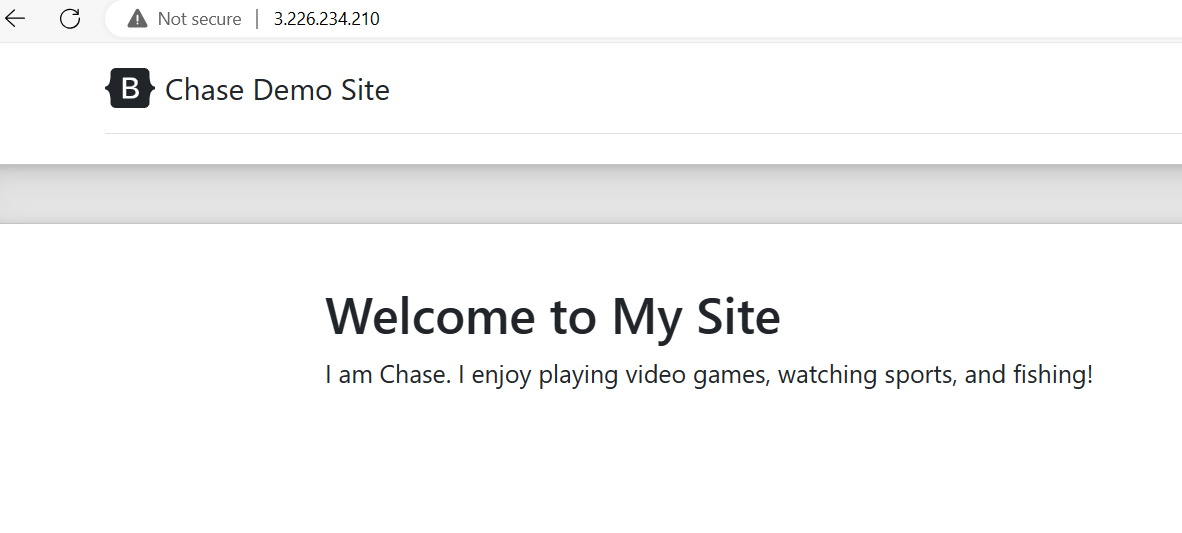 Not secure | 3.226.234.210
B Chase Demo Site
Welcome to My Site
I am Chase. I enjoy playing video games, watching sports, and fishing!